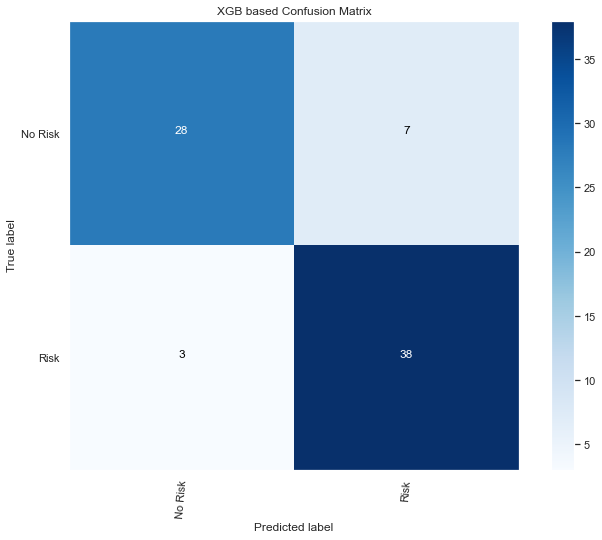 XGB based Confusion Matrix
True label
No Risk
28
7
Risk
3
38
No Risk
Risk
Predicted label
35
30
25
20
15
10
5